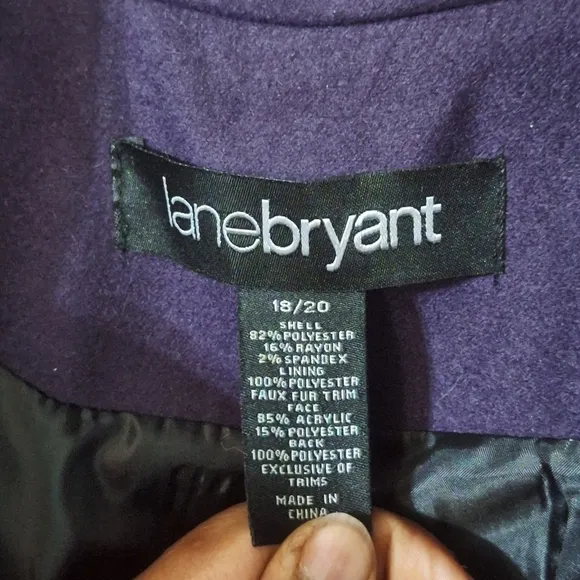 lanebryant
18/20
SHELL
82% POLYESTER
16% RAYON
2% SPANDEX
LINING
100% POLYESTER
FAUX FUR TRIM
FACE
85% ACRYLIC
15% POLYESTER
BACK
100% POLYESTER
EXCLUSIVE OF
TRIMS
MADE IN
CHINA